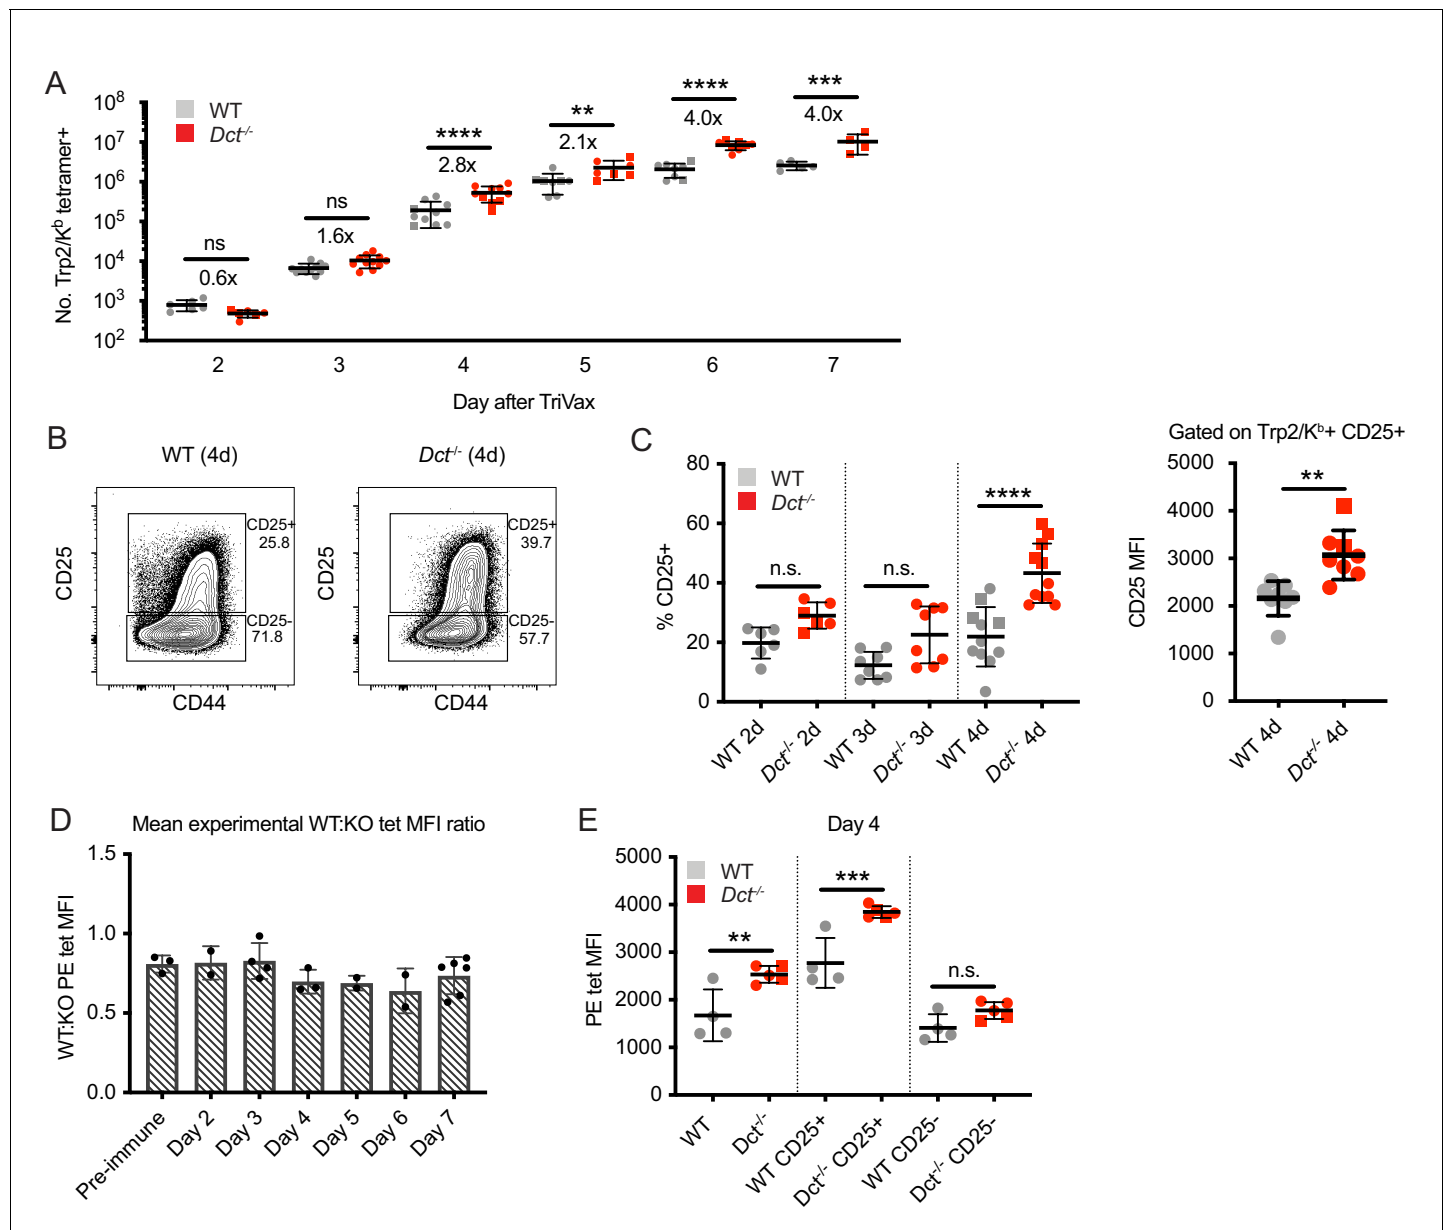 A
No. Trp2/Kᵇ tetramer+
10⁸
10⁷
10⁶
10⁵
10⁴
10³
10²
WT
Dct⁻/⁻
ns
0.6x
ns
1.6x
****
2.8x
**
2.1x
****
4.0x
***
4.0x
2 3 4 5 6 7
Day after TriVax
B
WT (4d)
Dct⁻/⁻ (4d)
CD25
CD25+
25.8
CD25-
71.8
CD44
CD25
CD25+
39.7
CD25-
57.7
CD44
C
% CD25+
80
60
40
20
0
WT
Dct⁻/⁻
n.s.
n.s.
****
WT 2d
Dct⁻/⁻ 2d
WT 3d
Dct⁻/⁻ 3d
WT 4d
Dct⁻/⁻ 4d
Gated on Trp2/Kᵇ+ CD25+
CD25 MFI
5000
4000
3000
2000
1000
0
**
WT 4d
Dct⁻/⁻ 4d
D
Mean experimental WT:KO tet MFI ratio
WT:KO PE tet MFI
1.5
1.0
0.5
0.0
Pre-immune
Day 2
Day 3
Day 4
Day 5
Day 6
Day 7
E
Day 4
PE tet MFI
5000
4000
3000
2000
1000
0
WT
Dct⁻/⁻
**
***
n.s.
WT
Dct⁻/⁻
WT CD25+
Dct⁻/⁻ CD25+
WT CD25-
Dct⁻/⁻ CD25-